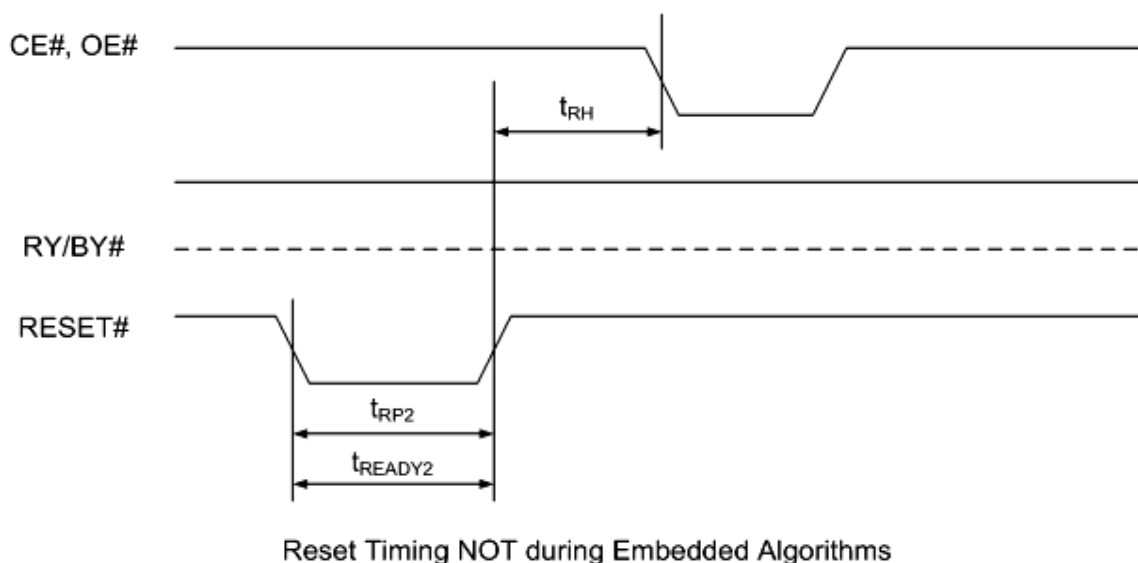 CE#, OE#
tRH
RY/BY#
RESET#
tRP2
tREADY2
Reset Timing NOT during Embedded Algorithms